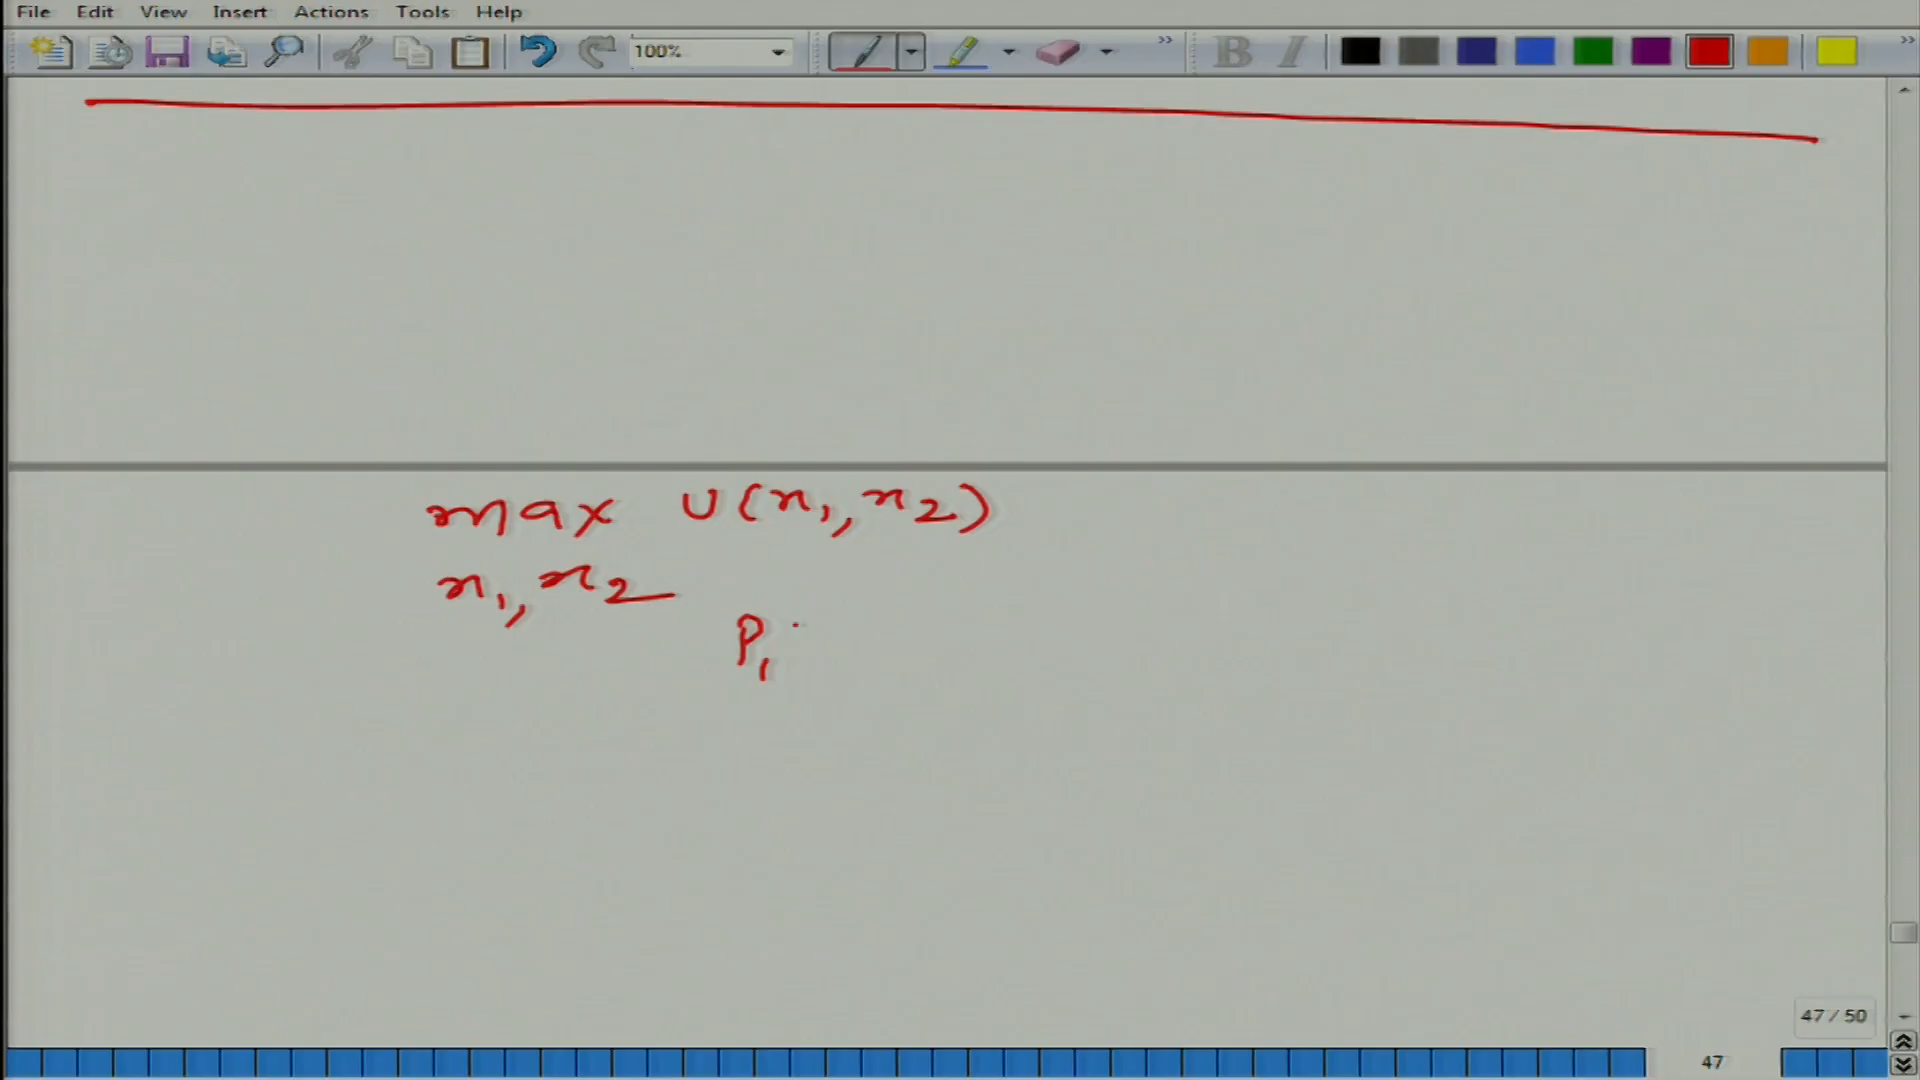 File Edit View Insert Actions Tools Help
100% B I
max U(x1, x2)
x1, x2
P1
47 / 50
47